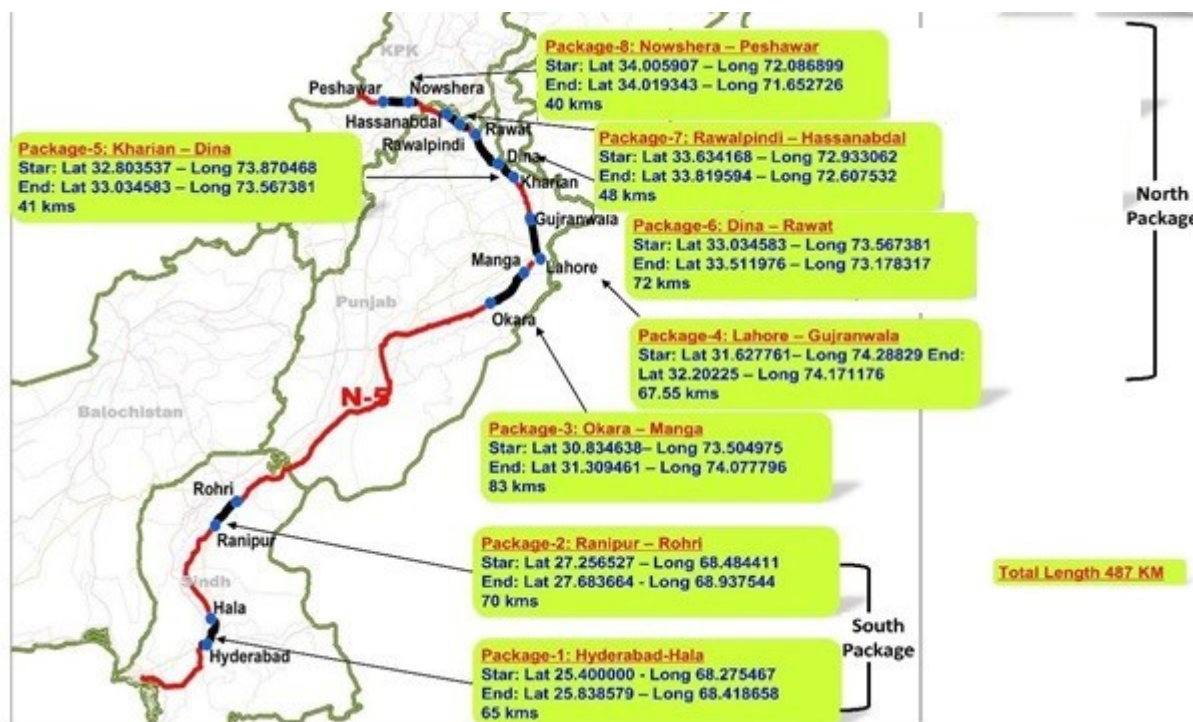 KPK
Package-8: Nowshera – Peshawar
Star: Lat 34.005907 – Long 72.086899
End: Lat 34.019343 – Long 71.652726
40 kms
Peshawar
Nowshera
Hassanabdal
Rawalpindi
Rawat
Dina
Kharian
Package-7: Rawalpindi – Hassanabdal
Star: Lat 33.634168 – Long 72.933062
End: Lat 33.819594 – Long 72.607532
48 kms
Package-5: Kharian – Dina
Star: Lat 32.803537 – Long 73.870468
End: Lat 33.034583 – Long 73.567381
41 kms
North
Package
Gujranwala
Package-6: Dina – Rawat
Star: Lat 33.034583 – Long 73.567381
End: Lat 33.511976 – Long 73.178317
72 kms
Manga
Lahore
Punjab
Okara
Package-4: Lahore – Gujranwala
Star: Lat 31.627761– Long 74.28829 End:
Lat 32.20225 – Long 74.171176
67.55 kms
N-5
Balochistan
Package-3: Okara – Manga
Star: Lat 30.834638– Long 73.504975
End: Lat 31.309461 – Long 74.077796
83 kms
Rohri
Ranipur
Package-2: Ranipur – Rohri
Star: Lat 27.256527 – Long 68.484411
End: Lat 27.683664 - Long 68.937544
70 kms
Total Length 487 KM
Sindh
Hala
Hyderabad
South
Package
Package-1: Hyderabad-Hala
Star: Lat 25.400000 - Long 68.275467
End: Lat 25.838579 – Long 68.418658
65 kms